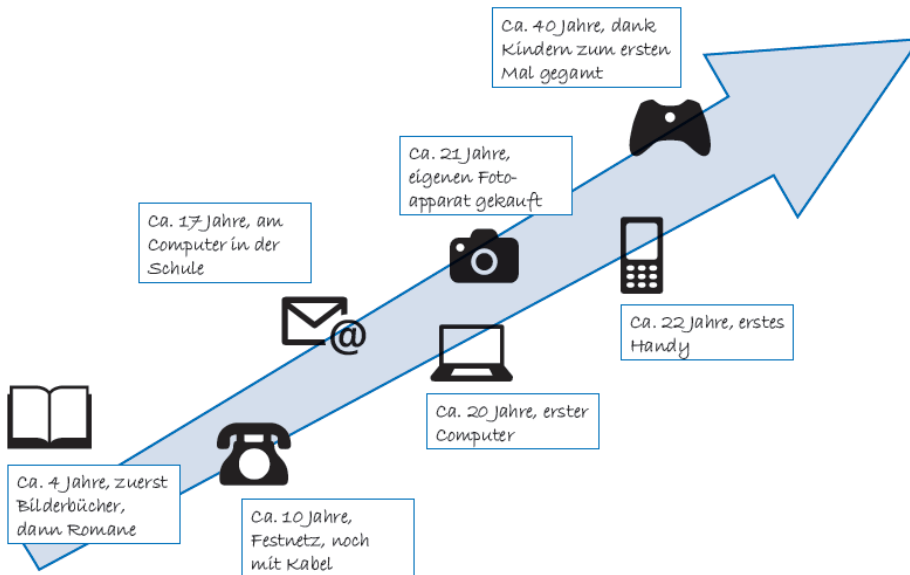 Ca. 40 Jahre, dank
Kindern zum ersten
Mal gegamt
Ca. 21 Jahre,
eigenen Foto-
apparat gekauft
Ca. 17 Jahre, am
Computer in der
Schule
@
Ca. 22 Jahre, erstes
Handy
Ca. 20 Jahre, erster
Computer
Ca. 4 Jahre, zuerst
Bilderbücher,
dann Romane
Ca. 10 Jahre,
Festnetz, noch
mit Kabel